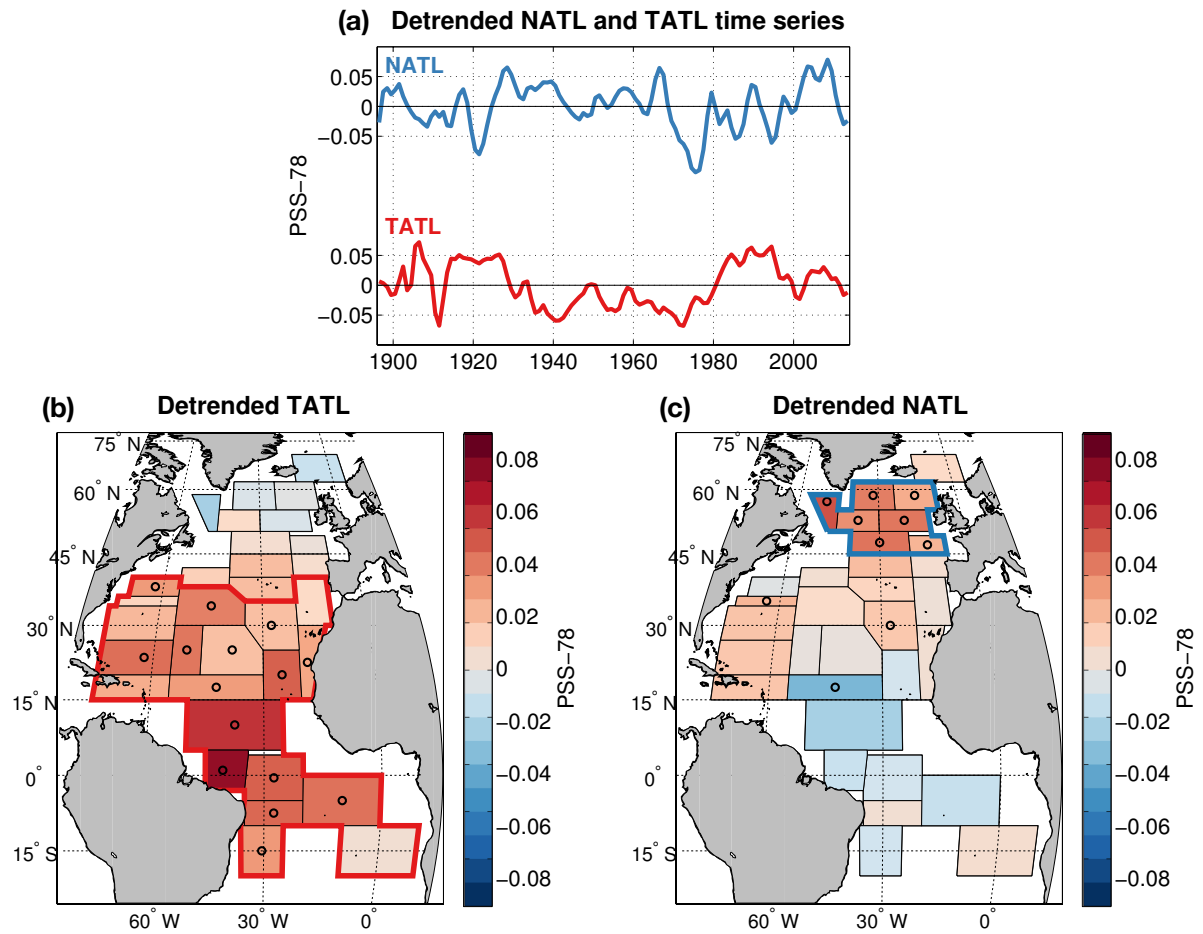 (a) Detrended NATL and TATL time series
NATL
0.05
0
−0.05
PSS−78
TATL
0.05
0
−0.05
1900 1920 1940 1960 1980 2000
(b) Detrended TATL
75° N
60° N
45° N
30° N
15° N
0°
15° S
60° W 30° W 0°
0.08
0.06
0.04
0.02
0
−0.02
−0.04
−0.06
−0.08
PSS−78
(c) Detrended NATL
75° N
60° N
45° N
30° N
15° N
0°
15° S
60° W 30° W 0°
0.08
0.06
0.04
0.02
0
−0.02
−0.04
−0.06
−0.08
PSS−78